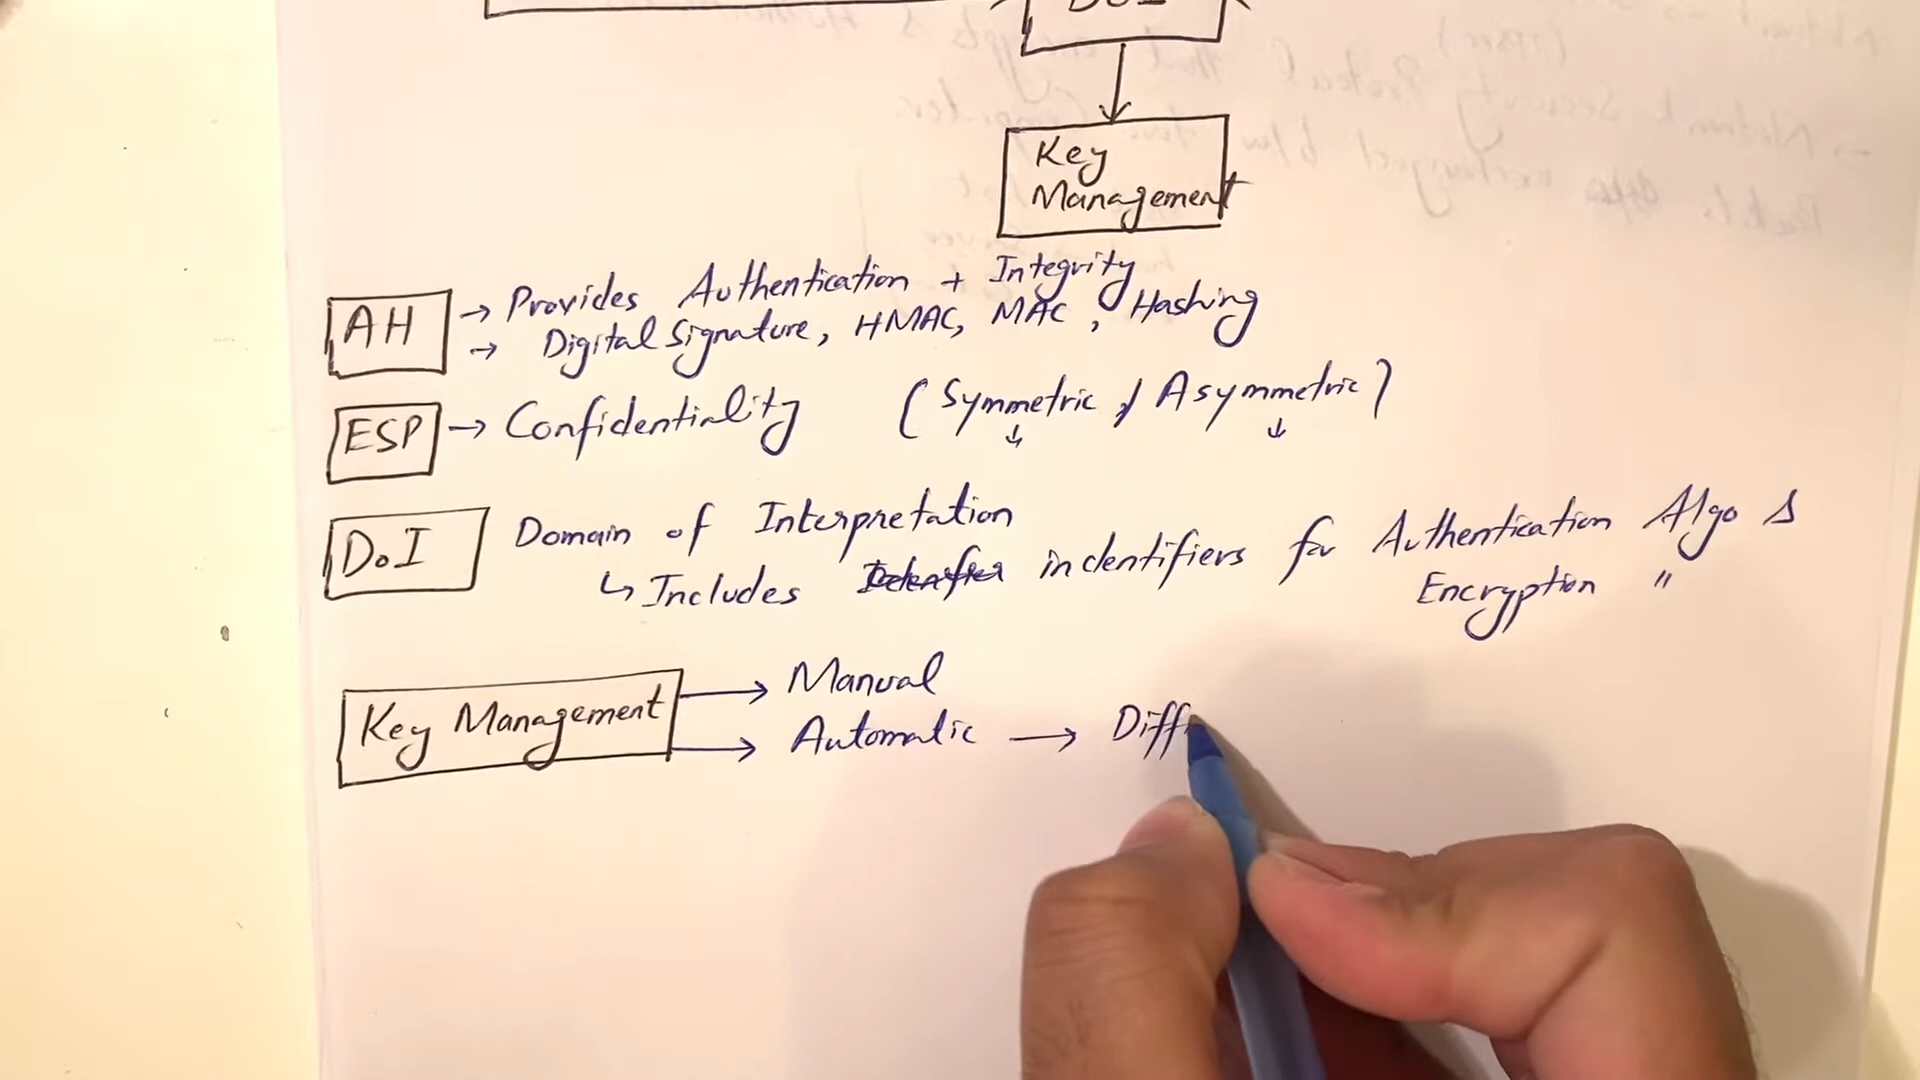 DoI
Key
Management
AH → Provides Authentication + Integrity
→ Digital Signature, HMAC, MAC, Hashing
ESP → Confidentiality (Symmetric / Asymmetric)
DoI Domain of Interpretation
↳ Includes indentifiers for Authentication Algo &
Encryption "
Key Management → Manual
→ Automatic → Diff